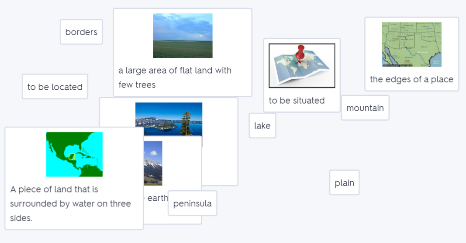 borders
a large area of flat land with
few trees
to be situated
the edges of a place
to be located
mountain
lake
earth
A piece of land that is
surrounded by water on three
sides.
peninsula
plain